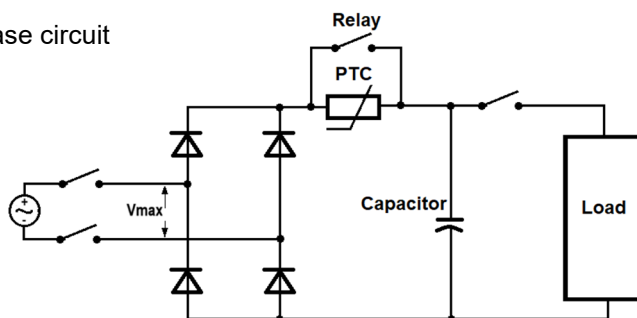 ase circuit
Relay
PTC
Vmax
Capacitor
Load